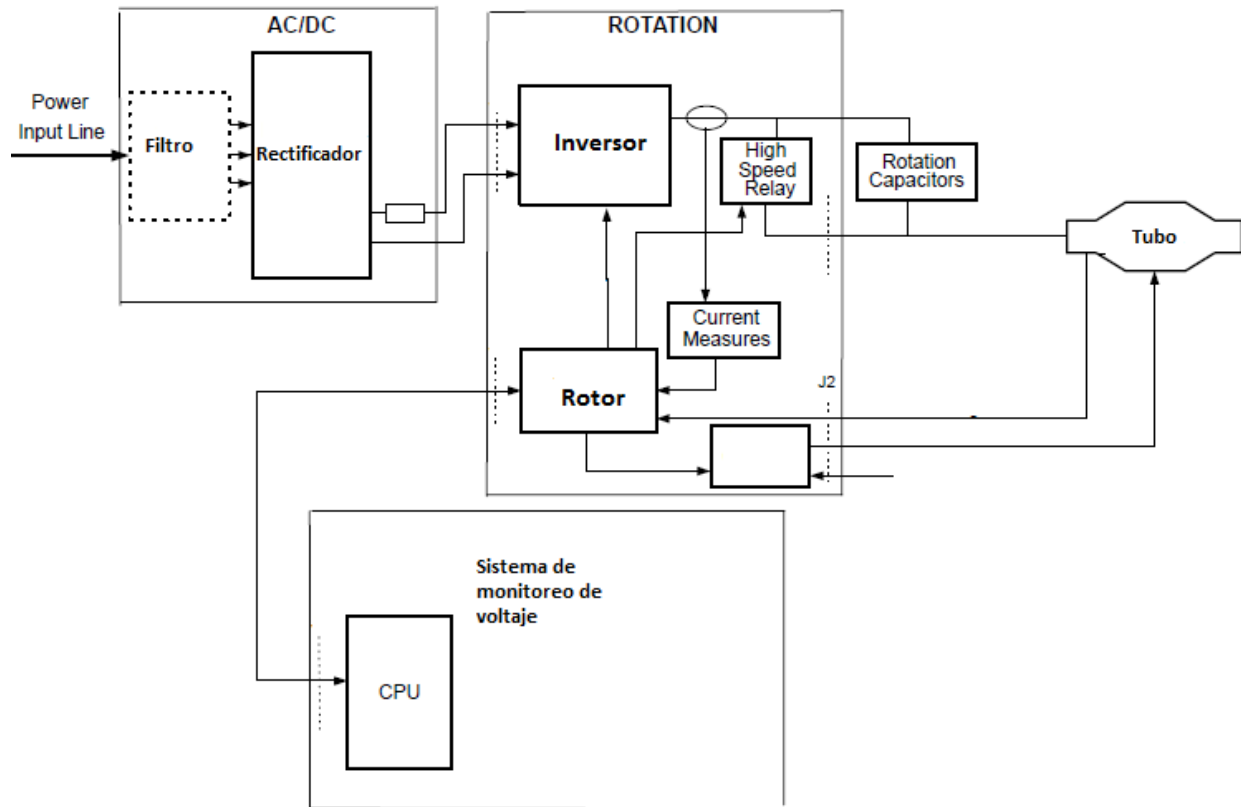 AC/DC
ROTATION
Power
Input Line
Filtro
Rectificador
Inversor
High
Speed
Relay
Rotation
Capacitors
Tubo
Current
Measures
J2
Rotor
Sistema de
monitoreo de
voltaje
CPU